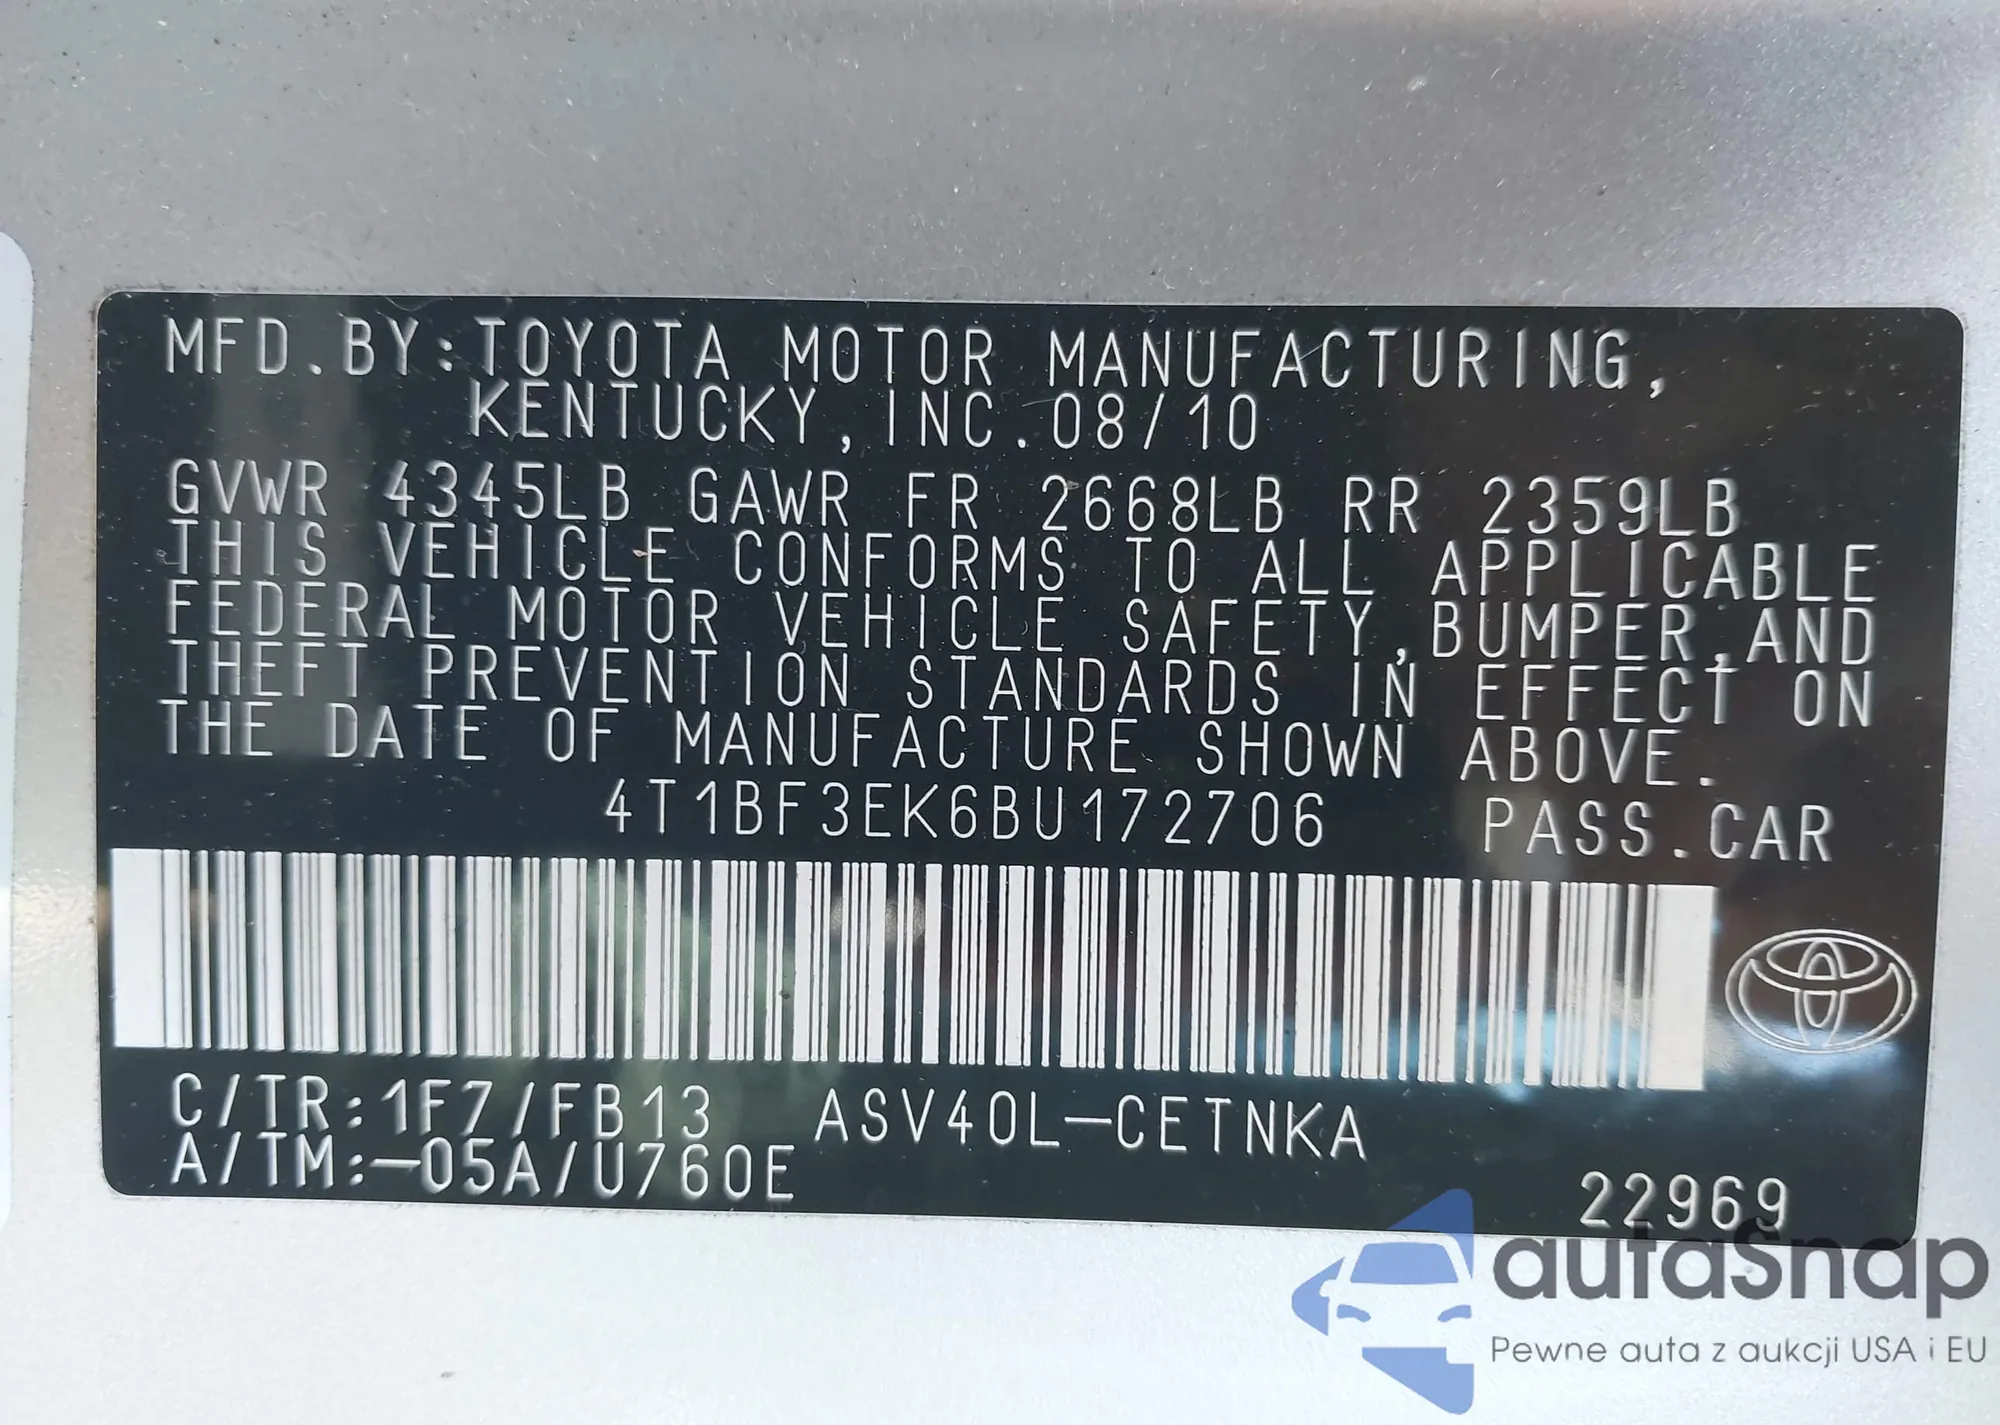 MFD.BY:TOYOTA MOTOR MANUFACTURING,
KENTUCKY,INC.08/10
GVWR 4345LB GAWR FR 2668LB RR 2359LB
THIS VEHICLE CONFORMS TO ALL APPLICABLE
FEDERAL MOTOR VEHICLE SAFETY,BUMPER,AND
THEFT PREVENTION STANDARDS IN EFFECT ON
THE DATE OF MANUFACTURE SHOWN ABOVE.
4T1BF3EK6BU172706 PASS.CAR
C/TR:1F7/FB13 ASV40L-CETNKA
A/TM:-05A/U760E
22969
autaSnap
Pewne auta z aukcji USA i EU